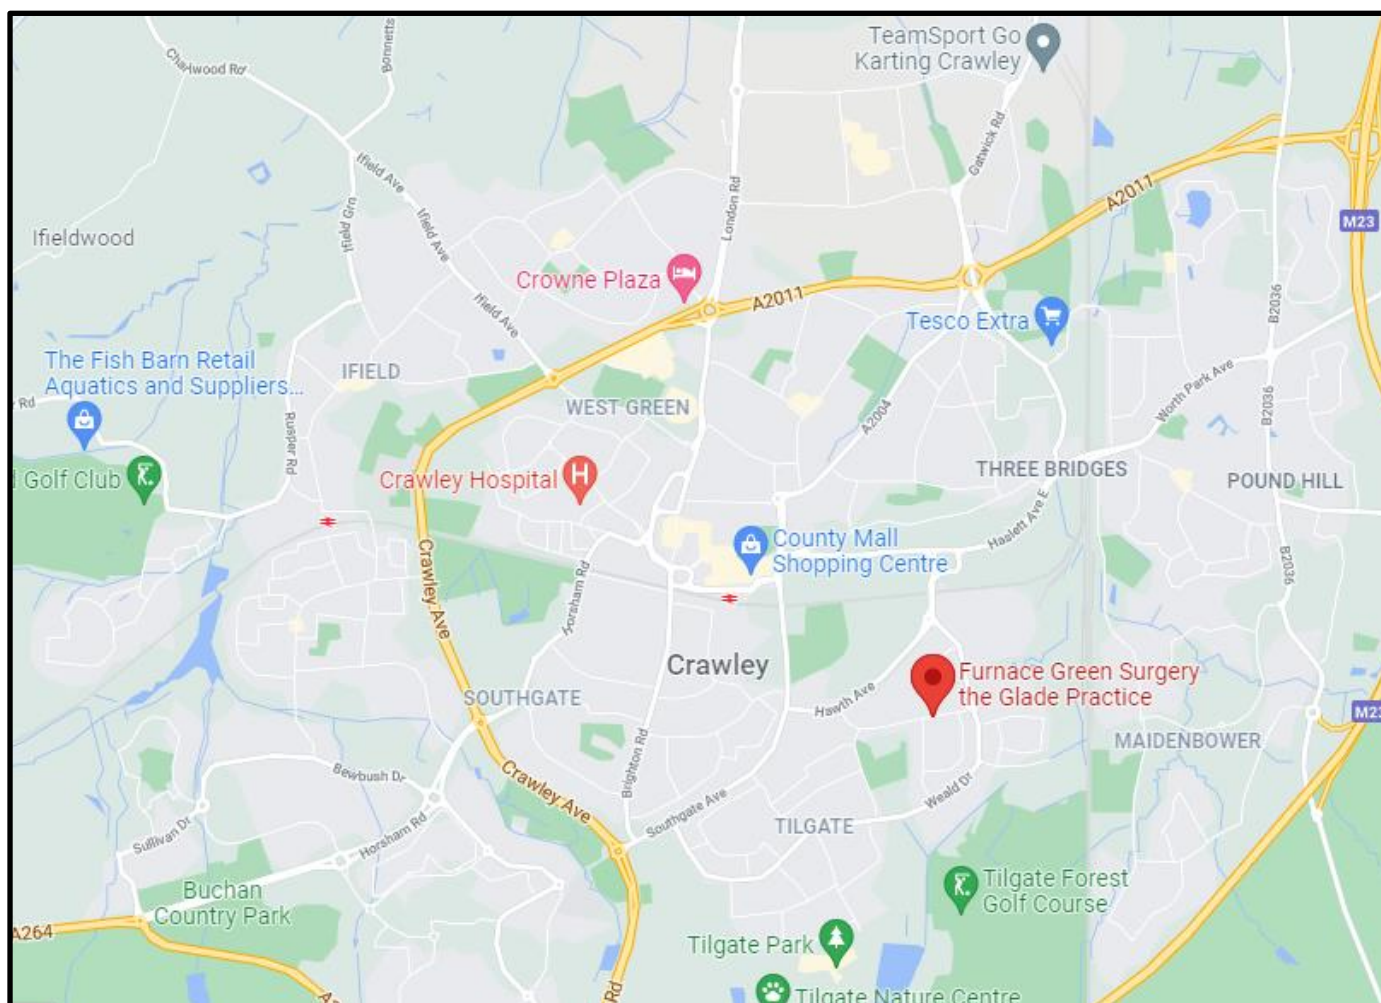 TeamSport Go
Karting Crawley
Charlwood Rd
Bonnetts
Gatwick Rd
Ifield Ave
A2011
London Rd
Ifield Grn
Ifield Ave
M23
Ifieldwood
Crowne Plaza
A2011
B2036
Ifield Ave
Tesco Extra
The Fish Barn Retail
Aquatics and Suppliers...
IFIELD
Worth Park Ave
Rd
WEST GREEN
A2004
B2036
Rusper Rd
Golf Club
Crawley Hospital
THREE BRIDGES
POUND HILL
Haslett Ave E
County Mall
Shopping Centre
Crawley Ave
Horsham Rd
B2036
Crawley
Furnace Green Surgery
the Glade Practice
SOUTHGATE
Hawth Ave
M23
MAIDENBOWER
Brighton Rd
Bewbush Dr
Crawley Ave
Weald Dr
Southgate Ave
TILGATE
Sullivan Dr
Horsham Rd
Buchan
Country Park
Tilgate Forest
Golf Course
A264
Tilgate Park
Rd
Tilgate Nature Centre